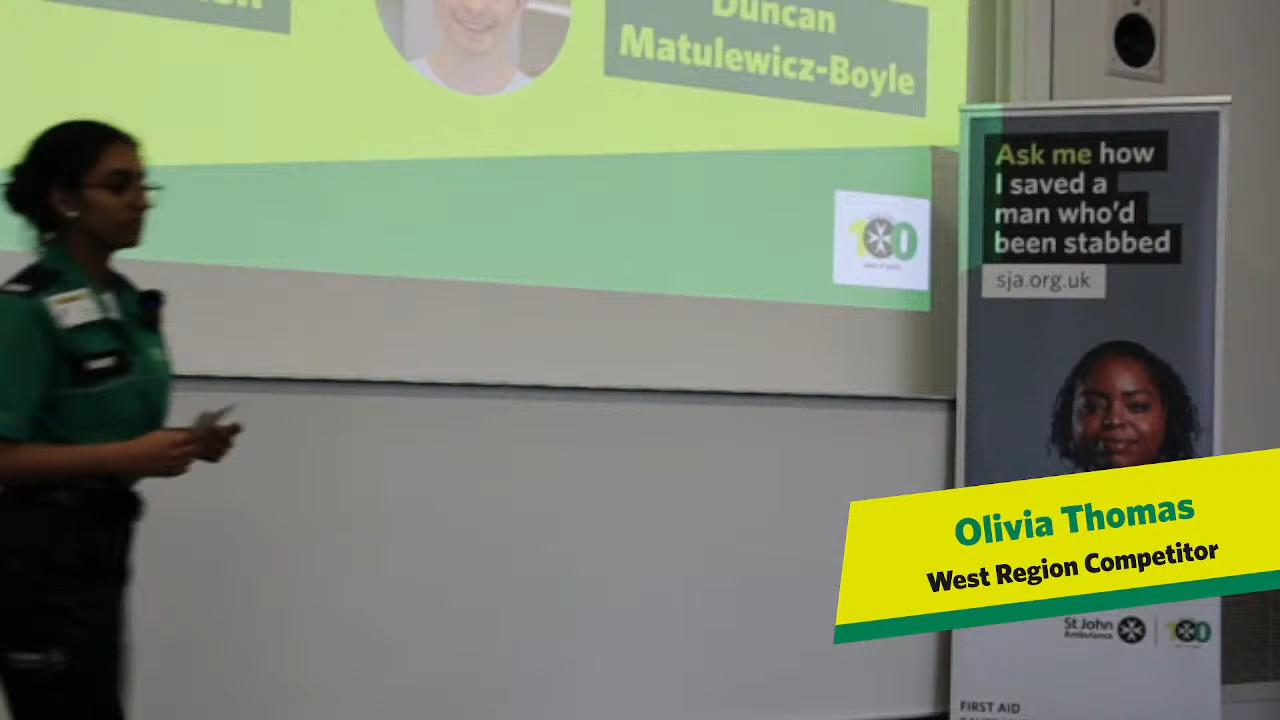 Duncan
Matulewicz-Boyle
Ask me how
I saved a
man who'd
been stabbed
sja.org.uk
Olivia Thomas
West Region Competitor
St John
Ambulance
FIRST AID